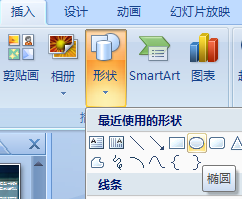 插入 设计 动画 幻灯片放映
剪贴画 相册 形状 SmartArt 图表
最近使用的形状
椭圆
线条